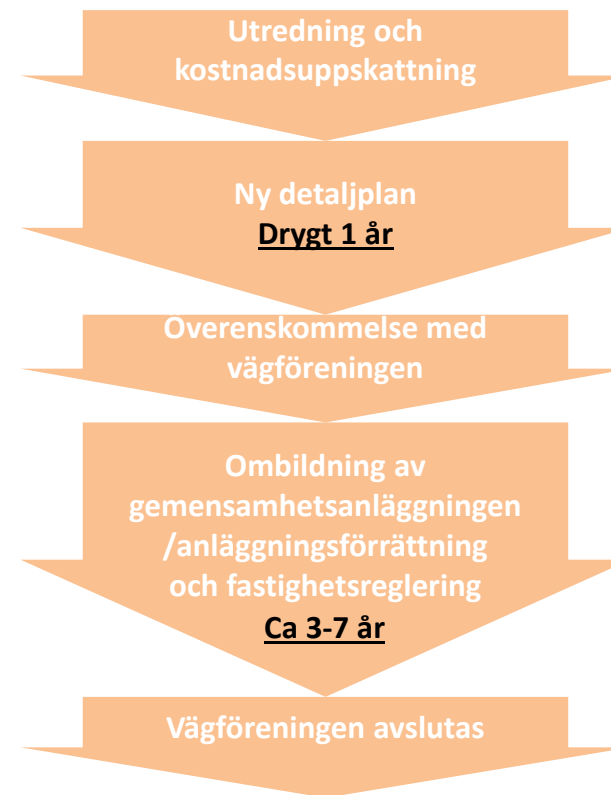 Utredning och
kostnadsuppskattning
Ny detaljplan
Drygt 1 år
Överenskommelse med
vägföreningen
Ombildning av
gemensamhetsanläggningen
/anläggningsförrättning
och fastighetsreglering
Ca 3-7 år
Vägföreningen avslutas